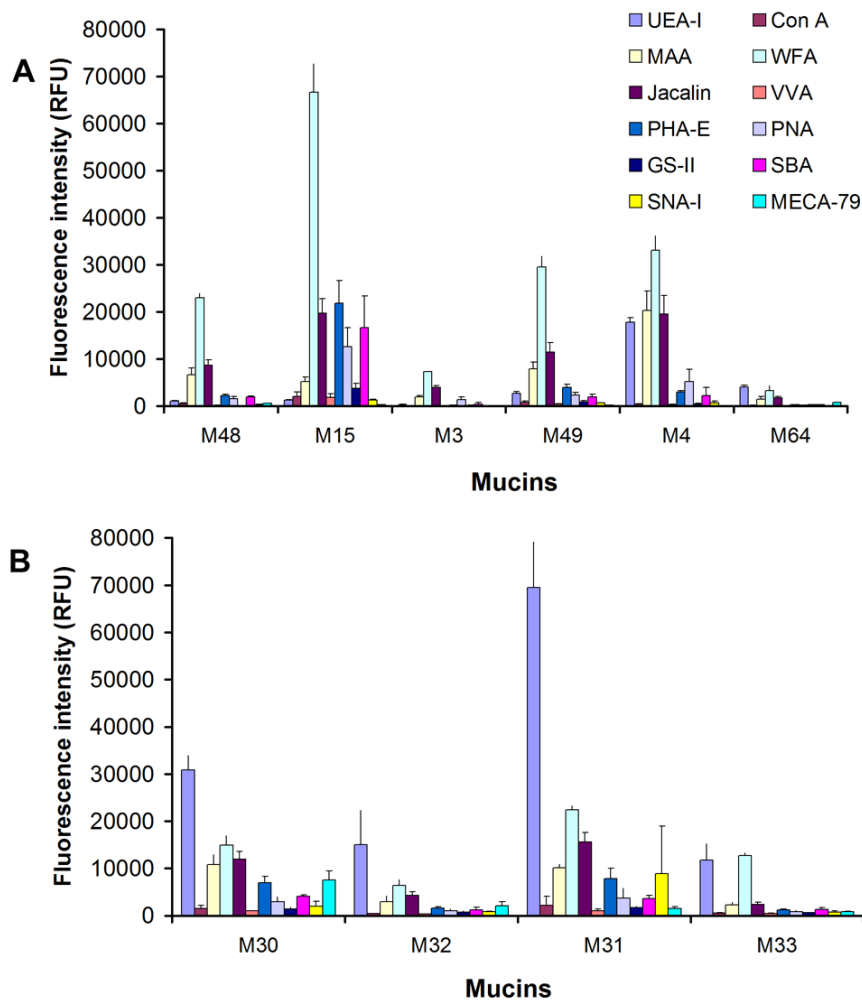 A
Fluorescence intensity (RFU)
80000
70000
60000
50000
40000
30000
20000
10000
0
UEA-I Con A
MAA WFA
Jacalin VVA
PHA-E PNA
GS-II SBA
SNA-I MECA-79
M48 M15 M3 M49 M4 M64
Mucins
B
Fluorescence intensity (RFU)
80000
70000
60000
50000
40000
30000
20000
10000
0
M30 M32 M31 M33
Mucins